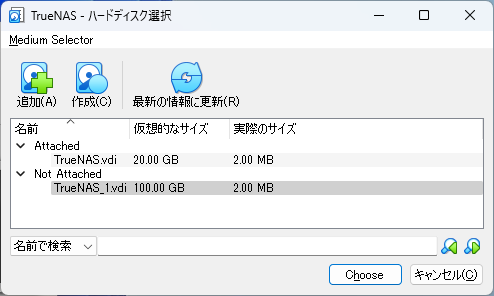 TrueNAS - ハードディスク選択
Medium Selector
追加(A) 作成(C) 最新の情報に更新(R)
名前 仮想的なサイズ 実際のサイズ
Attached
TrueNAS.vdi 20.00 GB 2.00 MB
Not Attached
TrueNAS_1.vdi 100.00 GB 2.00 MB
名前で検索
Choose キャンセル(C)